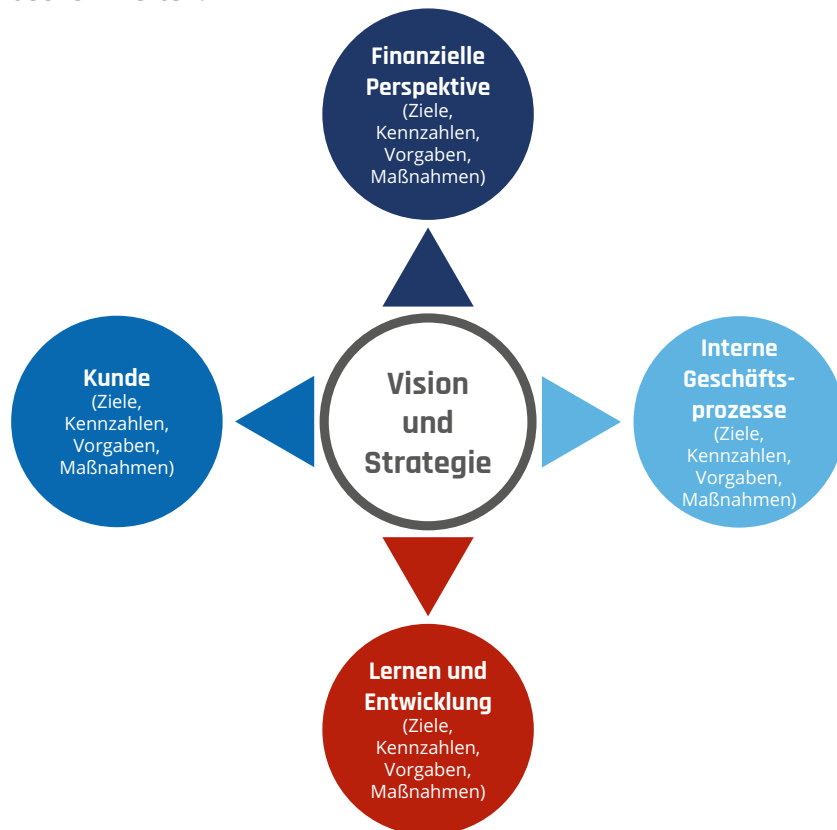 Finanzielle
Perspektive
(Ziele,
Kennzahlen,
Vorgaben,
Maßnahmen)
Kunde
(Ziele,
Kennzahlen,
Vorgaben,
Maßnahmen)
Vision
und
Strategie
Interne
Geschäfts-
prozesse
(Ziele,
Kennzahlen,
Vorgaben,
Maßnahmen)
Lernen und
Entwicklung
(Ziele,
Kennzahlen,
Vorgaben,
Maßnahmen)